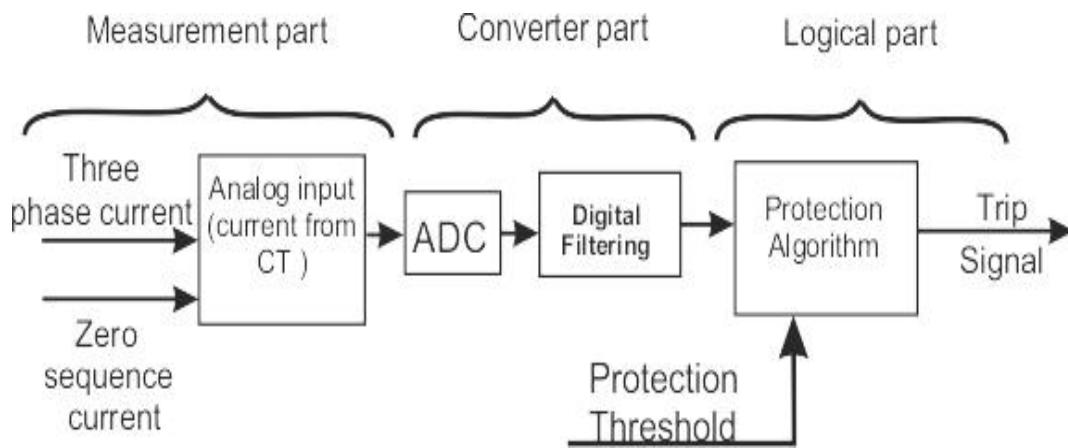 Measurement part
Converter part
Logical part
Three
phase current
Analog input
(current from
CT )
ADC
Digital
Filtering
Protection
Algorithm
Trip
Signal
Zero
sequence
current
Protection
Threshold